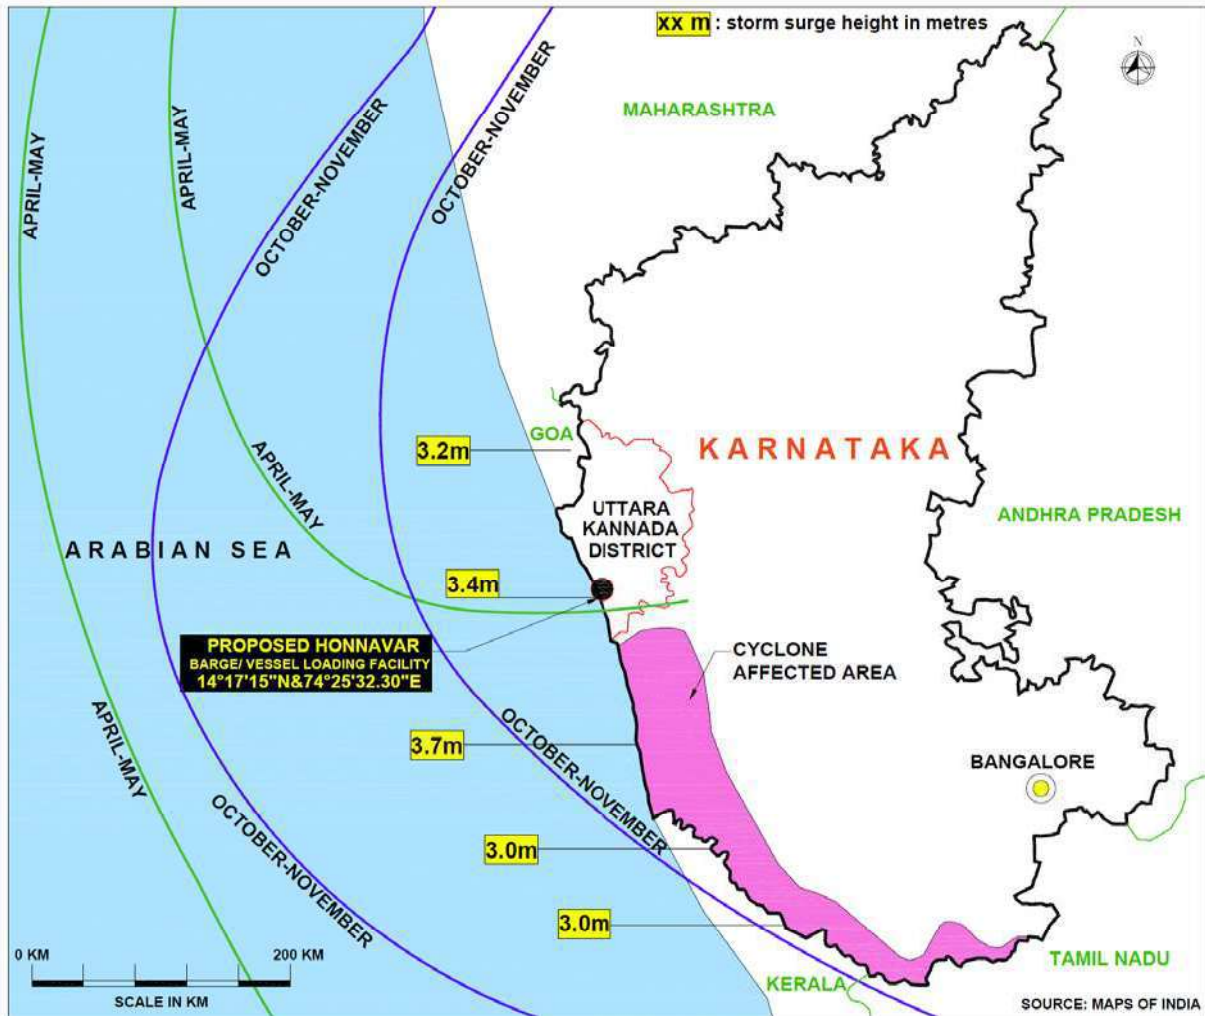 xx m : storm surge height in metres
N
MAHARASHTRA
APRIL-MAY
APRIL-MAY
OCTOBER-NOVEMBER
OCTOBER-NOVEMBER
GOA
KARNATAKA
3.2m
APRIL-MAY
UTTARA
KANNADA
DISTRICT
ANDHRA PRADESH
ARABIAN SEA
3.4m
PROPOSED HONNAVAR
BARGE/ VESSEL LOADING FACILITY
14°17'15"N&74°25'32.30"E
CYCLONE
AFFECTED AREA
APRIL-MAY
3.7m
OCTOBER-NOVEMBER
BANGALORE
OCTOBER-NOVEMBER
3.0m
3.0m
0 KM 200 KM
SCALE IN KM
KERALA
TAMIL NADU
SOURCE: MAPS OF INDIA